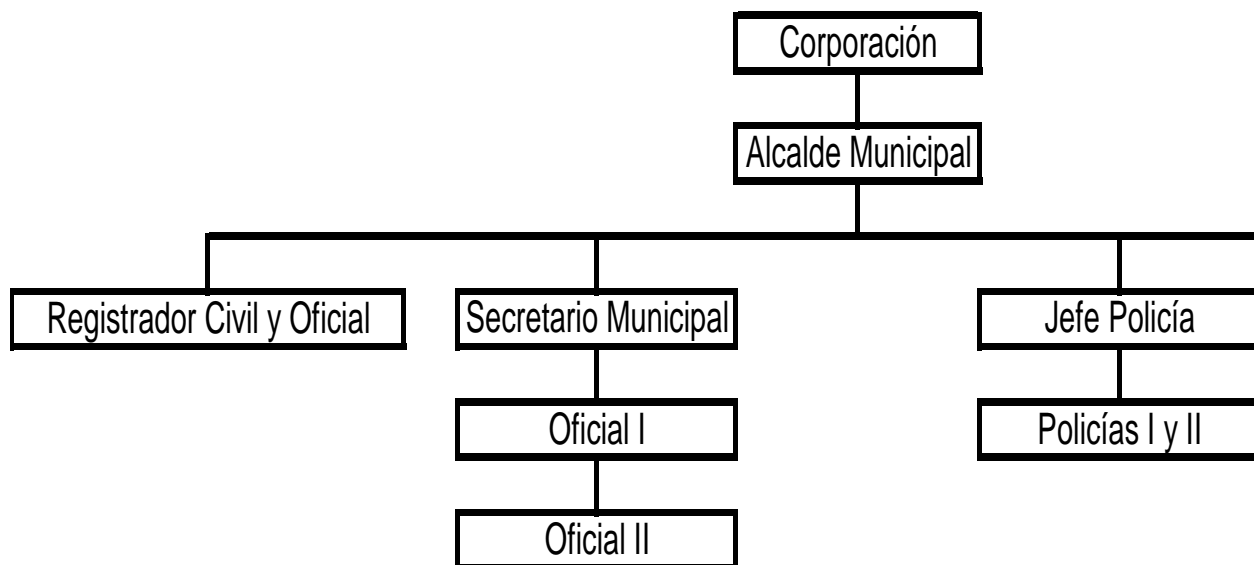 Corporación
Alcalde Municipal
Registrador Civil y Oficial
Secretario Municipal
Jefe Policía
Oficial I
Policías I y II
Oficial II